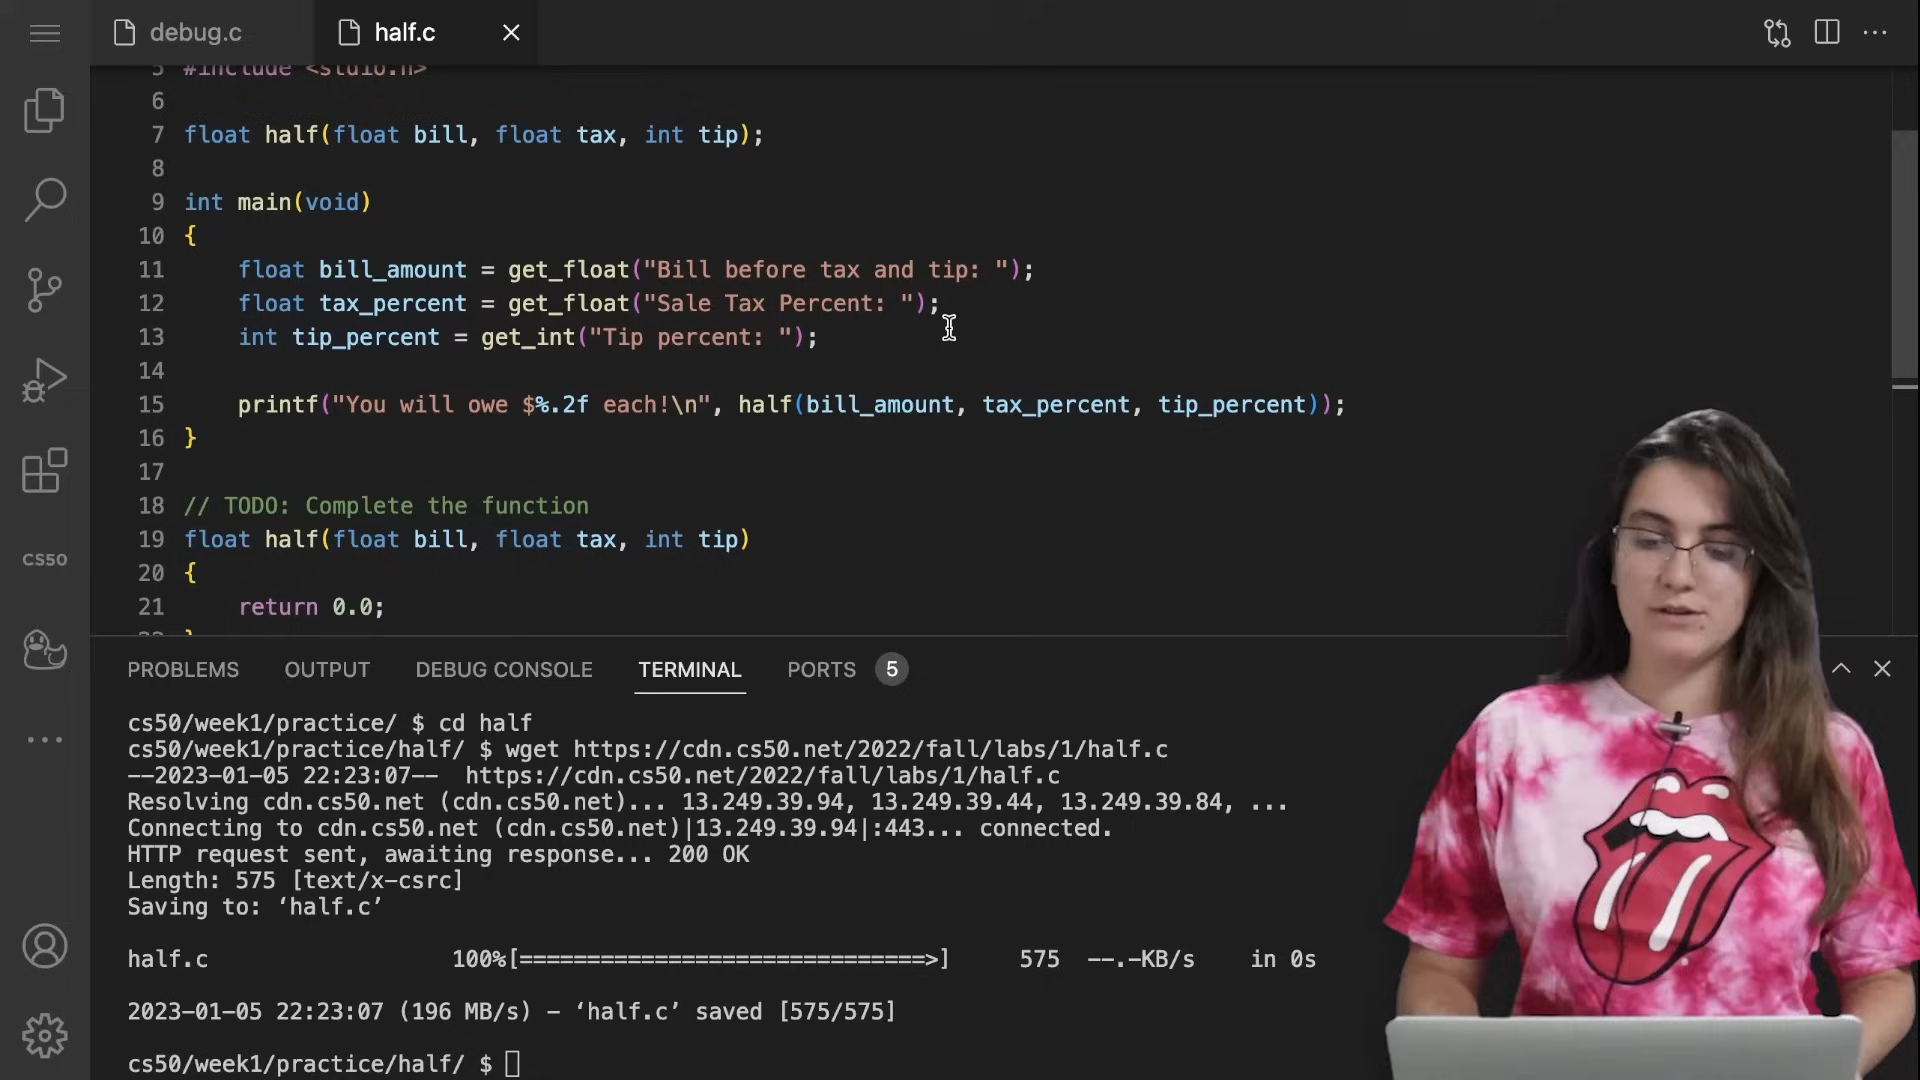 debug.c
half.c
5 #include <stdio.h>
6
7 float half(float bill, float tax, int tip);
8
9 int main(void)
10 {
11 float bill_amount = get_float("Bill before tax and tip: ");
12 float tax_percent = get_float("Sale Tax Percent: ");
13 int tip_percent = get_int("Tip percent: ");
14
15 printf("You will owe $%.2f each!\n", half(bill_amount, tax_percent, tip_percent));
16 }
17
18 // TODO: Complete the function
19 float half(float bill, float tax, int tip)
20 {
21 return 0.0;
22 }
CS50
PROBLEMS OUTPUT DEBUG CONSOLE TERMINAL PORTS 5
cs50/week1/practice/ $ cd half
cs50/week1/practice/half/ $ wget https://cdn.cs50.net/2022/fall/labs/1/half.c
--2023-01-05 22:23:07-- https://cdn.cs50.net/2022/fall/labs/1/half.c
Resolving cdn.cs50.net (cdn.cs50.net)... 13.249.39.94, 13.249.39.44, 13.249.39.84, ...
Connecting to cdn.cs50.net (cdn.cs50.net)|13.249.39.94|:443... connected.
HTTP request sent, awaiting response... 200 OK
Length: 575 [text/x-csrc]
Saving to: ‘half.c’
half.c 100%[==============================>] 575 --.-KB/s in 0s
2023-01-05 22:23:07 (196 MB/s) - ‘half.c’ saved [575/575]
cs50/week1/practice/half/ $